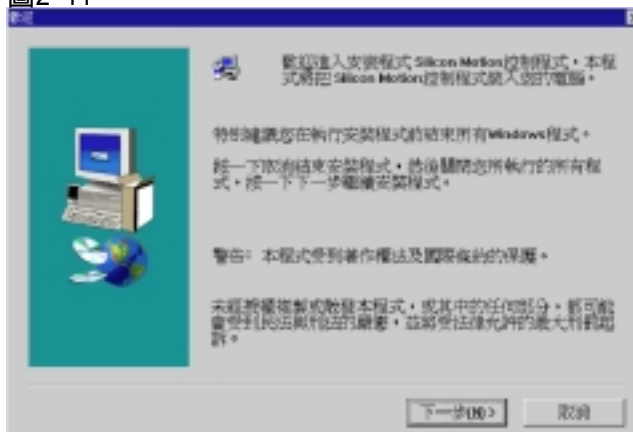 圖2-11
歡迎
歡迎進入安裝程式 Silicon Motion控制程式。本程
式將把 Silicon Motion控制程式裝入您的電腦。
特別建議您在執行安裝程式前結束所有Windows程式。
按一下取消結束安裝程式，然後關閉您所執行的所有程
式。按一下下一步繼續安裝程式。
警告：本程式受到著作權法及國際條約的保護。
未經授權複製或散發本程式，或其中的任何部分，都可能
會受到民法與刑法的嚴懲，並將受法律允許的最大刑罰起
訴。
下一步(N)>
取消